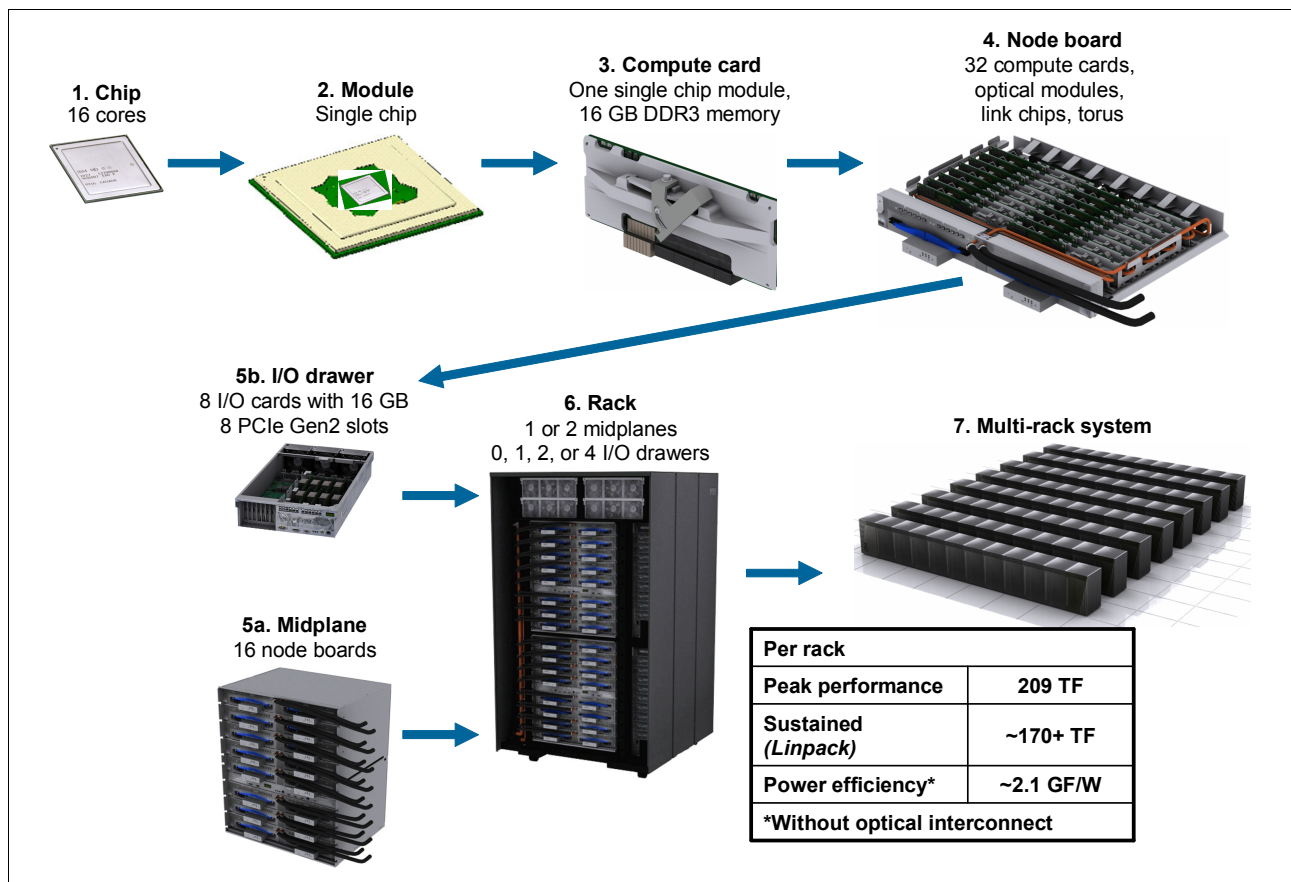 1. Chip
16 cores
2. Module
Single chip
3. Compute card
One single chip module,
16 GB DDR3 memory
4. Node board
32 compute cards,
optical modules,
link chips, torus
5b. I/O drawer
8 I/O cards with 16 GB
8 PCIe Gen2 slots
6. Rack
1 or 2 midplanes
0, 1, 2, or 4 I/O drawers
7. Multi-rack system
5a. Midplane
16 node boards
Per rack
Peak performance 209 TF
Sustained
(Linpack) ~170+ TF
Power efficiency* ~2.1 GF/W
*Without optical interconnect